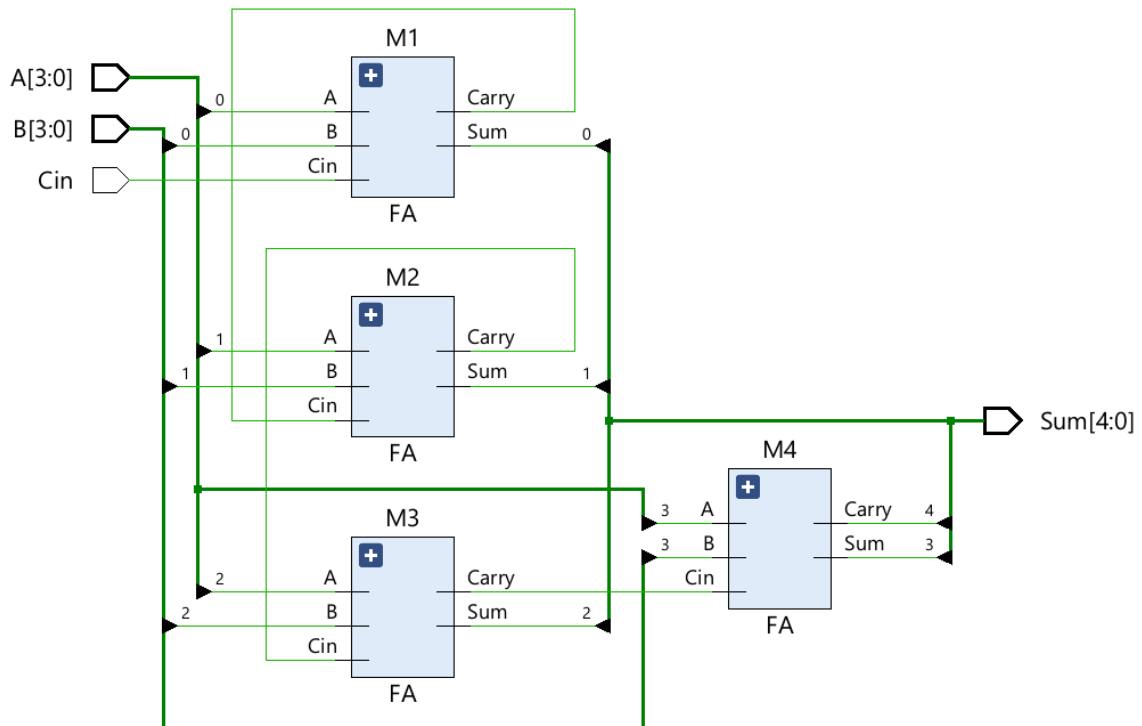 M1
A[3:0]
0
A
Carry
B[3:0]
0
B
Sum
0
Cin
Cin
FA
M2
1
A
Carry
1
B
Sum
1
Cin
FA
Sum[4:0]
M4
3
A
Carry
4
3
B
Sum
3
Cin
FA
M3
2
A
Carry
2
B
Sum
2
Cin
FA